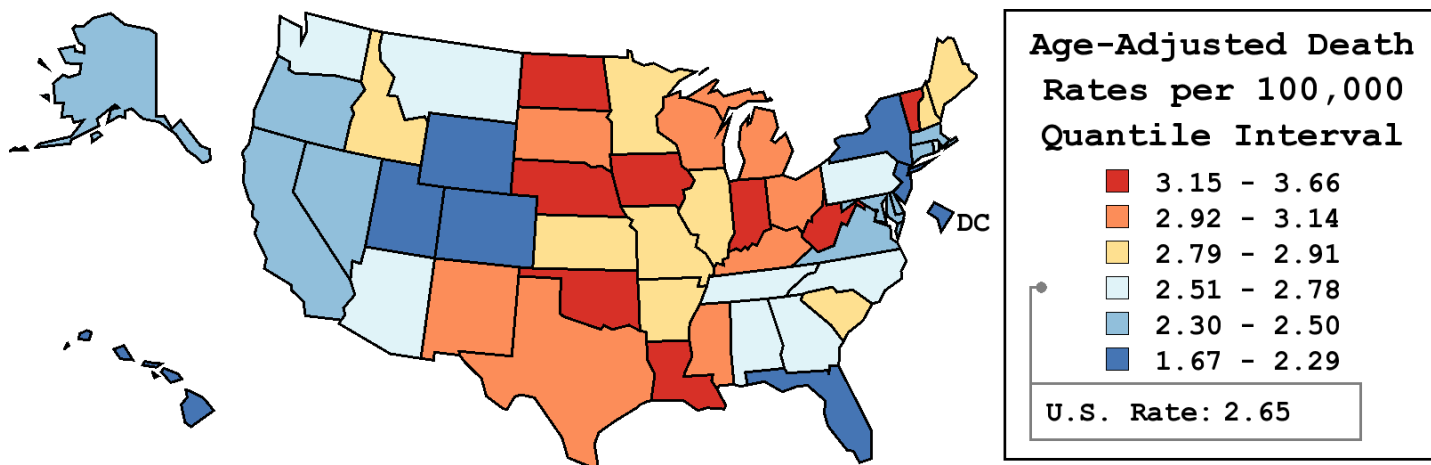 Age-Adjusted Death
Rates per 100,000
Quantile Interval
3.15 - 3.66
2.92 - 3.14
2.79 - 2.91
2.51 - 2.78
2.30 - 2.50
1.67 - 2.29
U.S. Rate: 2.65
DC